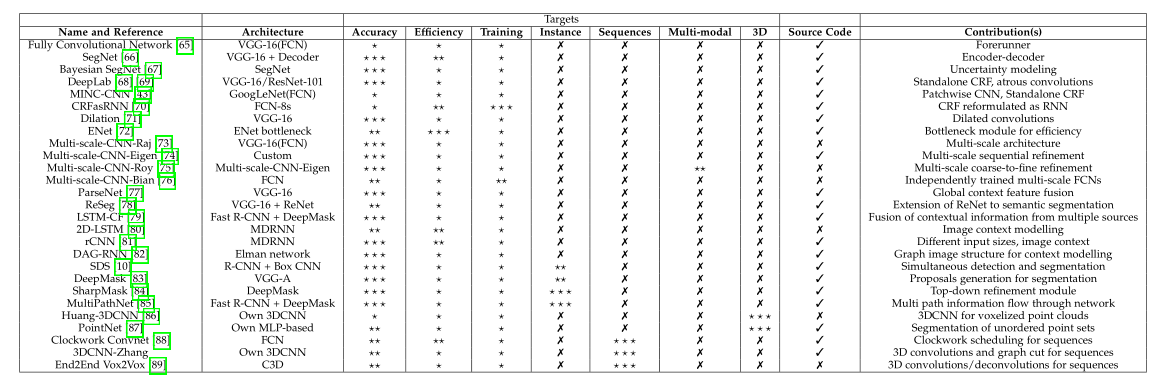 Targets
Name and Reference Architecture Accuracy Efficiency Training Instance Sequences Multi-modal 3D Source Code Contribution(s)
Fully Convolutional Network [65] VGG-16(FCN) ⋆ ⋆ ⋆ ✗ ✗ ✗ ✗ ✓ Forerunner
SegNet [66] VGG-16 + Decoder ⋆⋆⋆ ⋆⋆ ⋆ ✗ ✗ ✗ ✗ ✓ Encoder-decoder
Bayesian SegNet [67] SegNet ⋆⋆⋆ ⋆ ⋆ ✗ ✗ ✗ ✗ ✓ Uncertainty modeling
DeepLab [68] [69] VGG-16/ResNet-101 ⋆⋆⋆ ⋆ ⋆ ✗ ✗ ✗ ✗ ✓ Standalone CRF, atrous convolutions
MINC-CNN [43] GoogLeNet(FCN) ⋆ ⋆ ⋆ ✗ ✗ ✗ ✗ ✓ Patchwise CNN, Standalone CRF
CRFasRNN [70] FCN-8s ⋆ ⋆⋆ ⋆⋆⋆ ✗ ✗ ✗ ✗ ✓ CRF reformulated as RNN
Dilation [71] VGG-16 ⋆⋆⋆ ⋆ ⋆ ✗ ✗ ✗ ✗ ✓ Dilated convolutions
ENet [72] ENet bottleneck ⋆⋆ ⋆⋆⋆ ⋆ ✗ ✗ ✗ ✗ ✓ Bottleneck module for efficiency
Multi-scale-CNN-Raj [73] VGG-16(FCN) ⋆⋆⋆ ⋆ ⋆ ✗ ✗ ✗ ✗ ✗ Multi-scale architecture
Multi-scale-CNN-Eigen [74] Custom ⋆⋆⋆ ⋆ ⋆ ✗ ✗ ✗ ✗ ✓ Multi-scale sequential refinement
Multi-scale-CNN-Roy [75] Multi-scale-CNN-Eigen ⋆⋆⋆ ⋆ ⋆ ✗ ✗ ⋆⋆ ✗ ✗ Multi-scale coarse-to-fine refinement
Multi-scale-CNN-Bian [76] FCN ⋆⋆ ⋆ ⋆⋆ ✗ ✗ ✗ ✗ ✗ Independently trained multi-scale FCNs
ParseNet [77] VGG-16 ⋆⋆⋆ ⋆ ⋆ ✗ ✗ ✗ ✗ ✓ Global context feature fusion
ReSeg [78] VGG-16 + ReNet ⋆⋆ ⋆ ⋆ ✗ ✗ ✗ ✗ ✓ Extension of ReNet to semantic segmentation
LSTM-CF [79] Fast R-CNN + DeepMask ⋆⋆⋆ ⋆ ⋆ ✗ ✗ ✗ ✗ ✓ Fusion of contextual information from multiple sources
2D-LSTM [80] MDRNN ⋆⋆ ⋆⋆ ⋆ ✗ ✗ ✗ ✗ ✗ Image context modelling
rCNN [81] MDRNN ⋆⋆⋆ ⋆⋆ ⋆ ✗ ✗ ✗ ✗ ✓ Different input sizes, image context
DAG-RNN [82] Elman network ⋆⋆⋆ ⋆ ⋆ ✗ ✗ ✗ ✗ ✓ Graph image structure for context modelling
SDS [10] R-CNN + Box CNN ⋆⋆⋆ ⋆ ⋆ ⋆⋆ ✗ ✗ ✗ ✓ Simultaneous detection and segmentation
DeepMask [83] VGG-A ⋆⋆⋆ ⋆ ⋆ ⋆⋆ ✗ ✗ ✗ ✓ Proposals generation for segmentation
SharpMask [84] DeepMask ⋆⋆⋆ ⋆ ⋆ ⋆⋆⋆ ✗ ✗ ✗ ✓ Top-down refinement module
MultiPathNet [85] Fast R-CNN + DeepMask ⋆⋆⋆ ⋆ ⋆ ⋆⋆⋆ ✗ ✗ ✗ ✓ Multi path information flow through network
Huang-3DCNN [86] Own 3DCNN ⋆ ⋆ ⋆ ✗ ✗ ✗ ⋆⋆⋆ ✗ 3DCNN for voxelized point clouds
PointNet [87] Own MLP-based ⋆⋆ ⋆ ⋆ ✗ ✗ ✗ ⋆⋆⋆ ✓ Segmentation of unordered point sets
Clockwork Convnet [88] FCN ⋆⋆ ⋆⋆ ⋆ ✗ ⋆⋆⋆ ✗ ✗ ✓ Clockwork scheduling for sequences
3DCNN-Zhang Own 3DCNN ⋆⋆ ⋆ ⋆ ✗ ⋆⋆⋆ ✗ ✗ ✓ 3D convolutions and graph cut for sequences
End2End Vox2Vox [89] C3D ⋆⋆ ⋆ ⋆ ✗ ⋆⋆⋆ ✗ ✗ ✗ 3D convolutions/deconvolutions for sequences